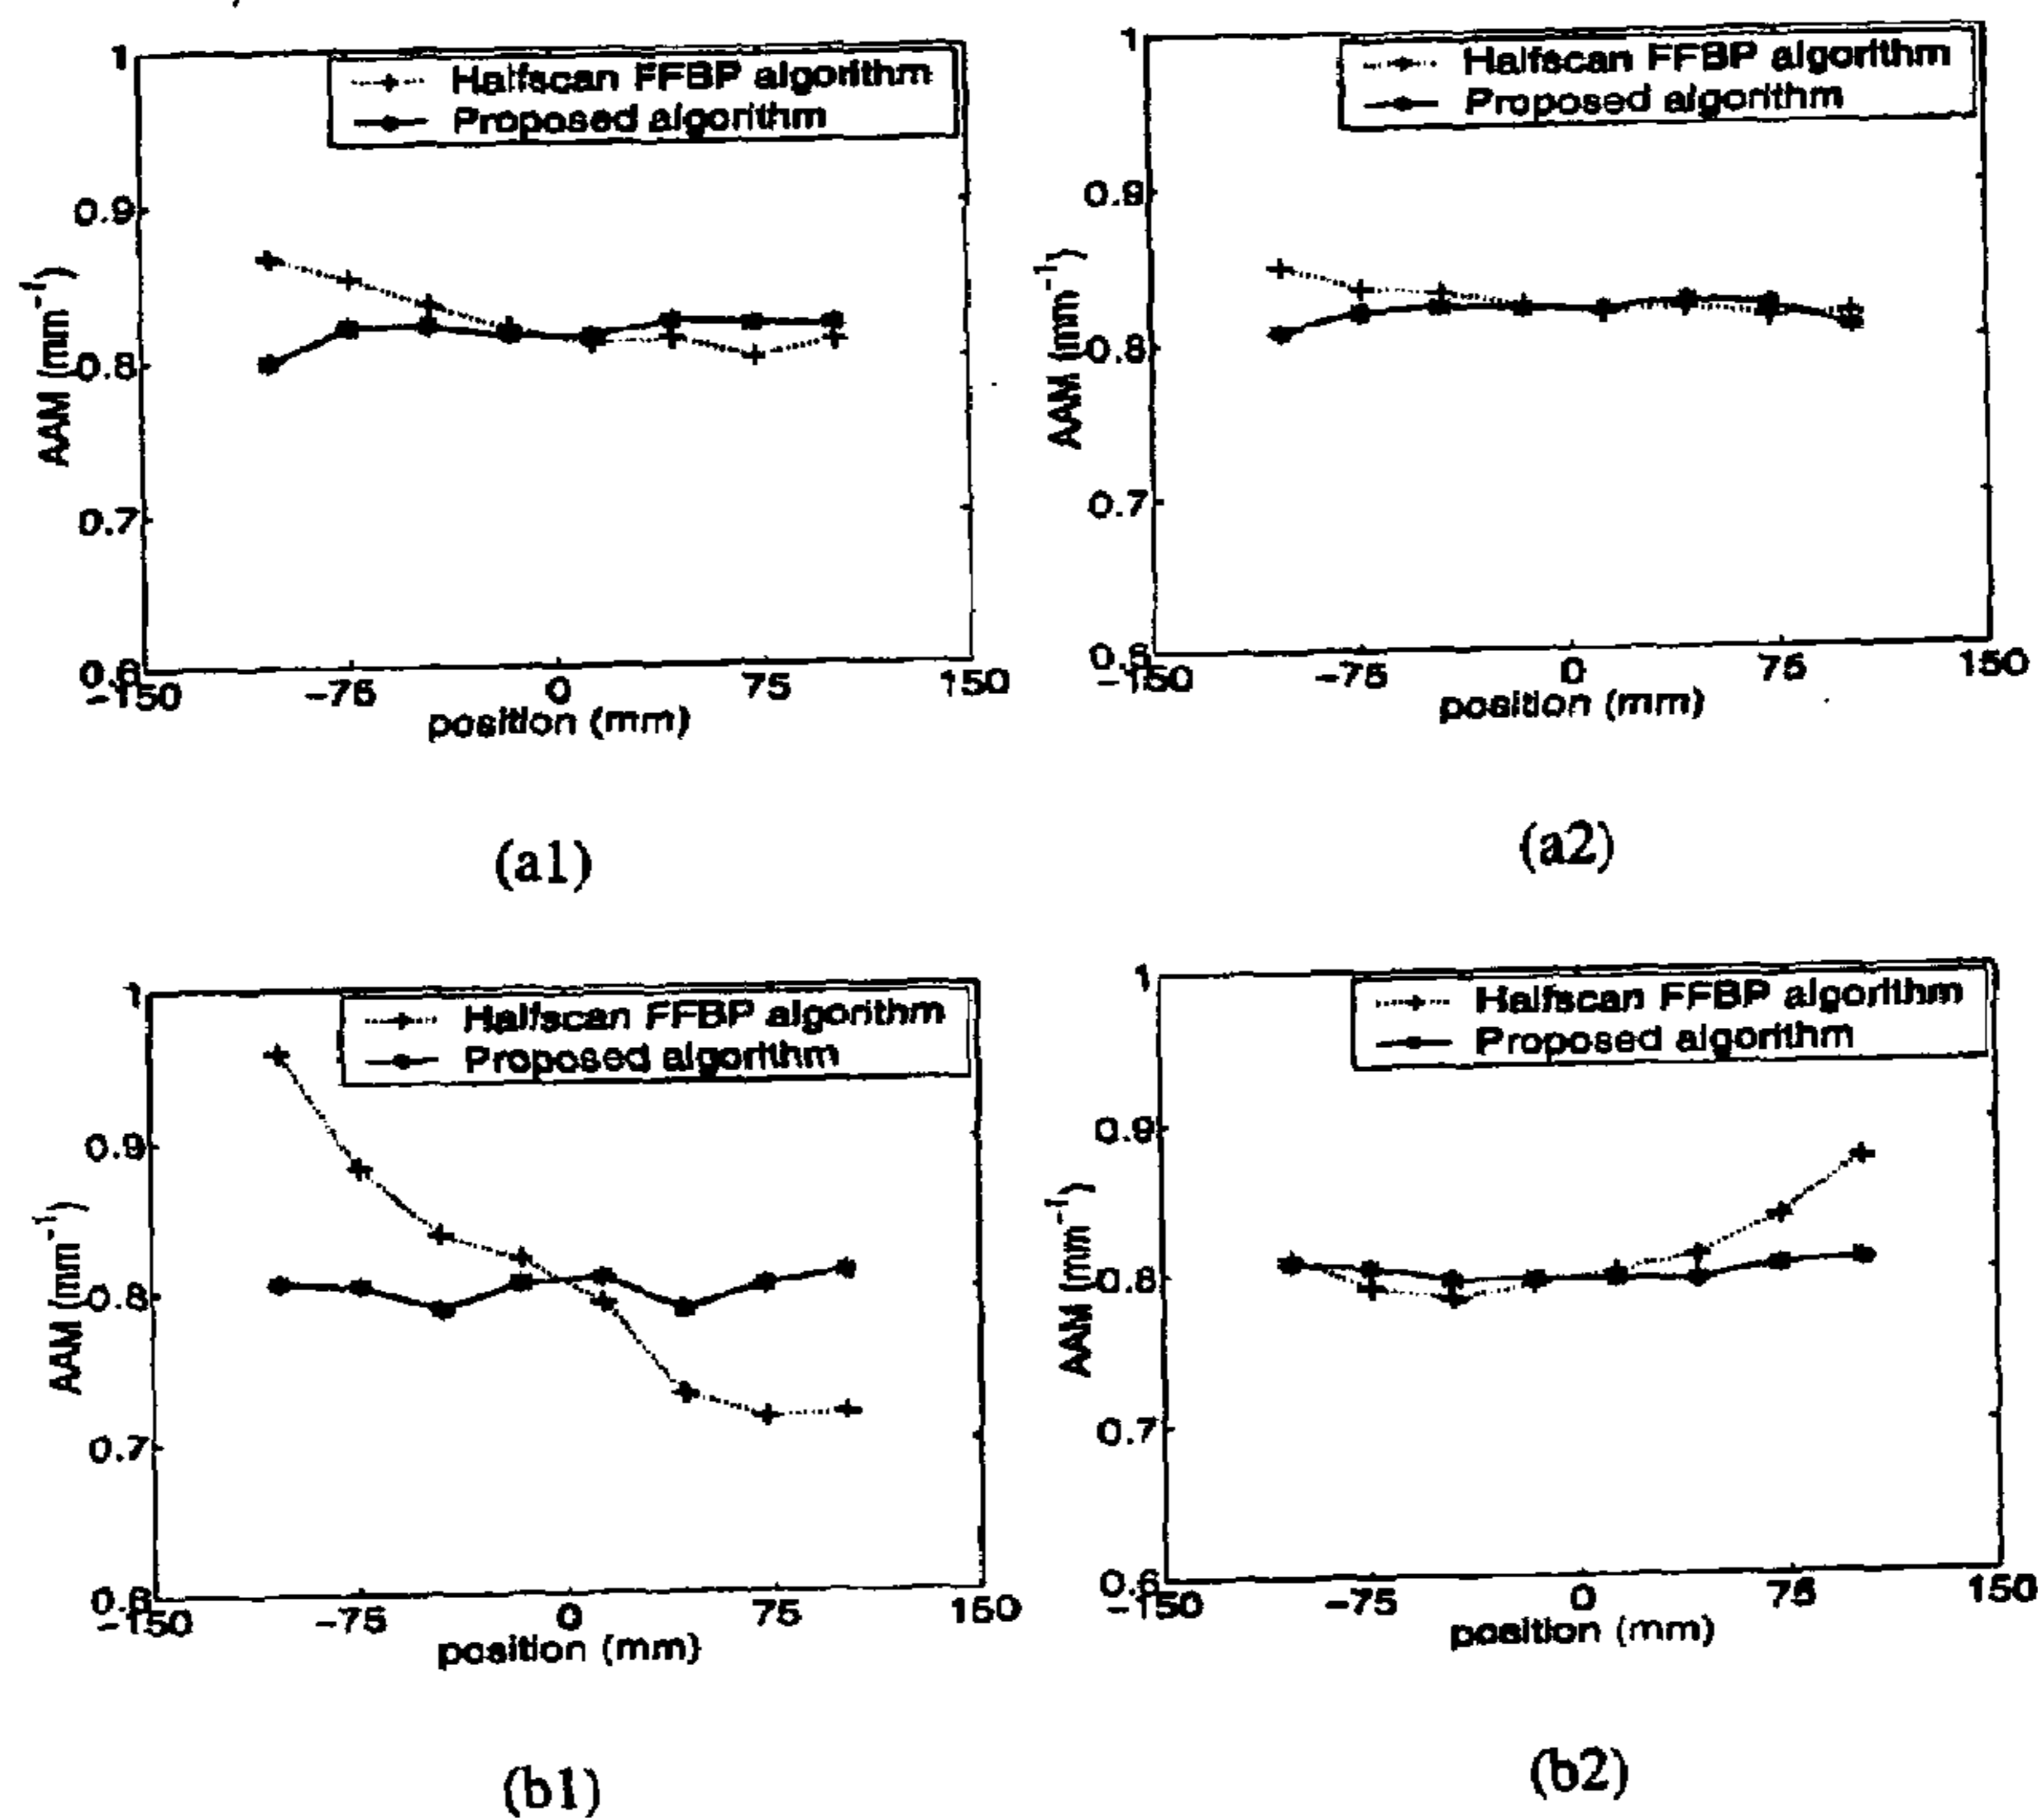 1
Halfscan FFBP algorithm
Proposed algorithm
0.9
0.8
0.7
0.6
AAM (mm⁻¹)
-150 -75 0 75 150
position (mm)
(a1)
1
Halfscan FFBP algorithm
Proposed algorithm
0.9
0.8
0.7
0.6
AAM (mm⁻¹)
-150 -75 0 75 150
position (mm)
(a2)
1
Halfscan FFBP algorithm
Proposed algorithm
0.9
0.8
0.7
0.6
AAM (mm⁻¹)
-150 -75 0 75 150
position (mm)
(b1)
1
Halfscan FFBP algorithm
Proposed algorithm
0.9
0.8
0.7
0.6
AAM (mm⁻¹)
-150 -75 0 75 150
position (mm)
(b2)